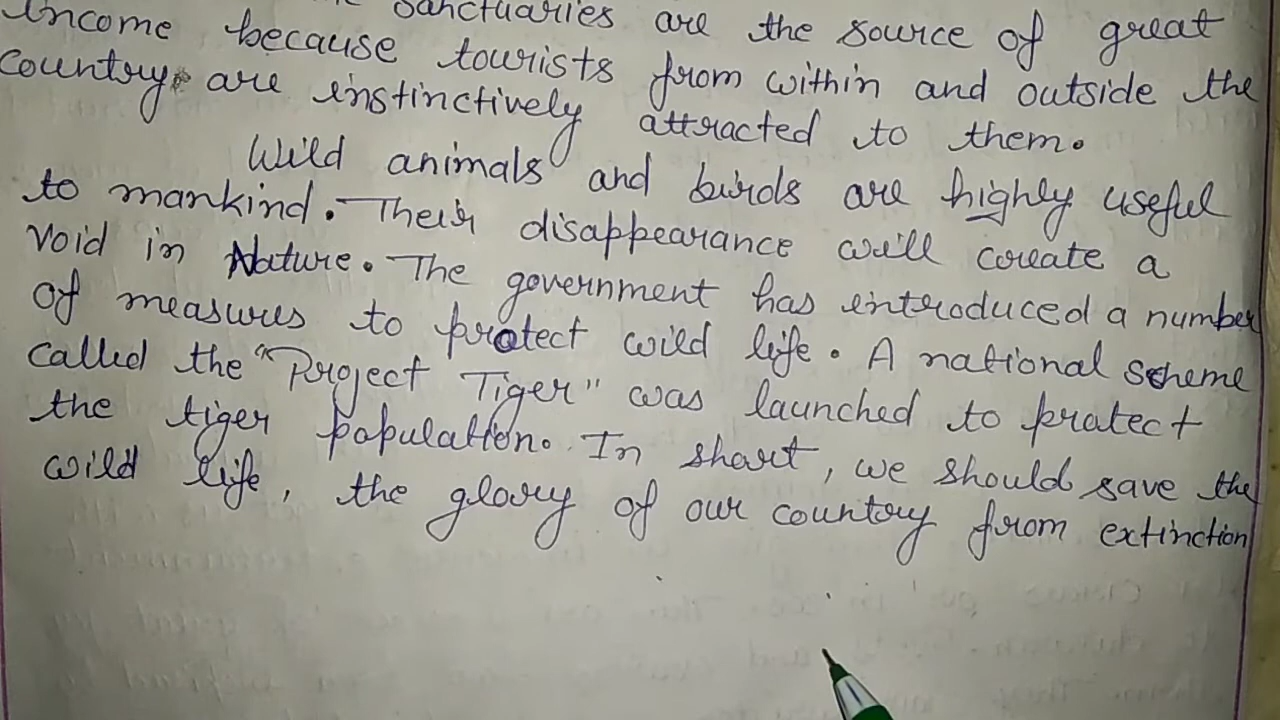 Sanctuaries are the source of great
income because tourists from within and outside the
Country are instinctively attracted to them.
Wild animals and birds are highly useful
to mankind. Their disappearance will create a
Void in Nature. The government has introduced a number
of measures to protect wild life. A national scheme
called the "Project Tiger" was launched to pratect
the tiger population. In short, we should save the
wild life, the glory of our country from extinction